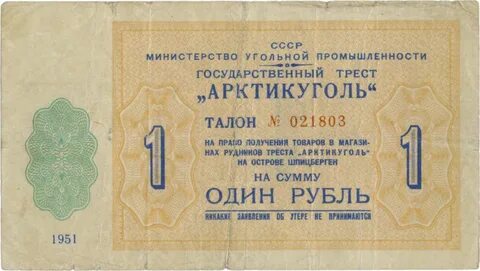 СССР
МИНИСТЕРСТВО УГОЛЬНОЙ ПРОМЫШЛЕННОСТИ
ГОСУДАРСТВЕННЫЙ ТРЕСТ
„АРКТИКУГОЛЬ“
ТАЛОН № 021803
НА ПРАВО ПОЛУЧЕНИЯ ТОВАРОВ В МАГАЗИ-
НАХ РУДНИКОВ ТРЕСТА „АРКТИКУГОЛЬ“
НА ОСТРОВЕ ШПИЦБЕРГЕН
1 1
НА СУММУ
ОДИН РУБЛЬ
НИКАКИЕ ЗАЯВЛЕНИЯ ОБ УТЕРЕ НЕ ПРИНИМАЮТСЯ
1951